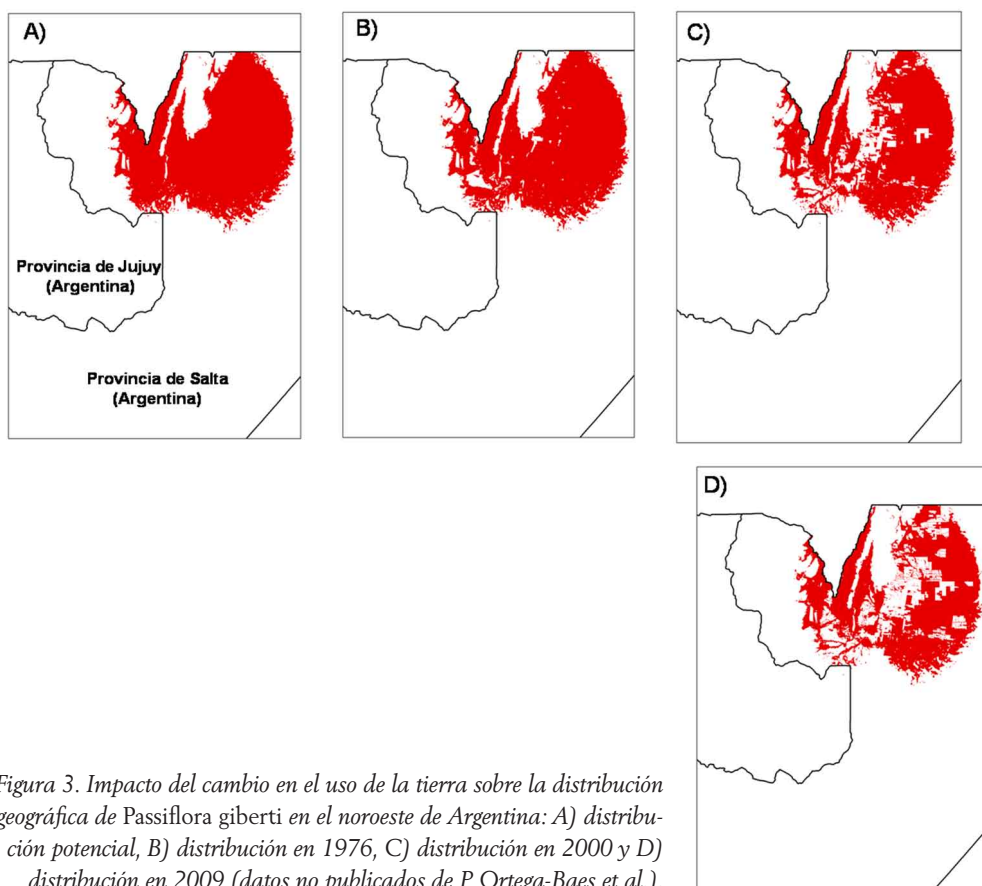 A)
B)
C)
Provincia de Jujuy
(Argentina)
Provincia de Salta
(Argentina)
D)
Figura 3. Impacto del cambio en el uso de la tierra sobre la distribución
geográfica de Passiflora giberti en el noroeste de Argentina: A) distribu-
ción potencial, B) distribución en 1976, C) distribución en 2000 y D)
distribución en 2009 (datos no publicados de P. Ortega-Baes et al.).